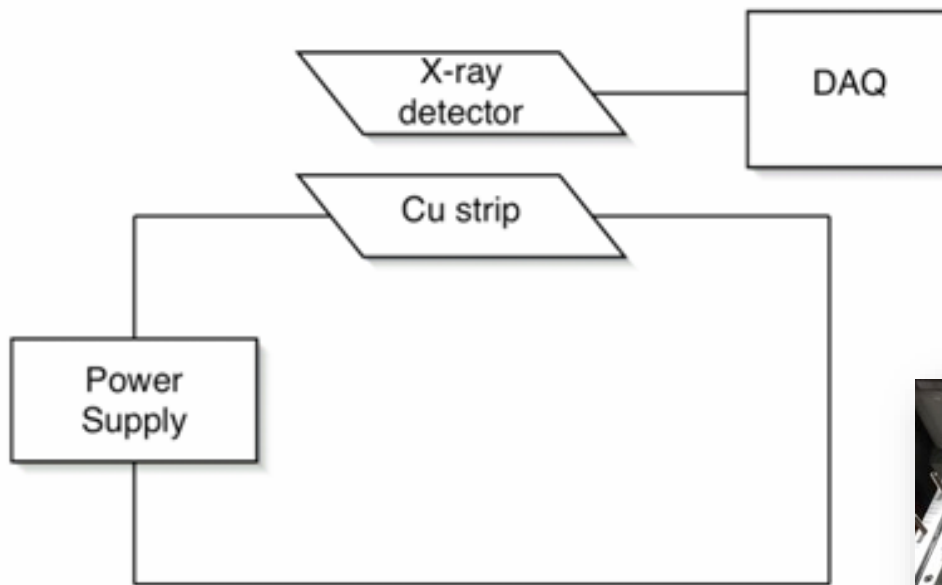 X-ray
detector
DAQ
Cu strip
Power
Supply